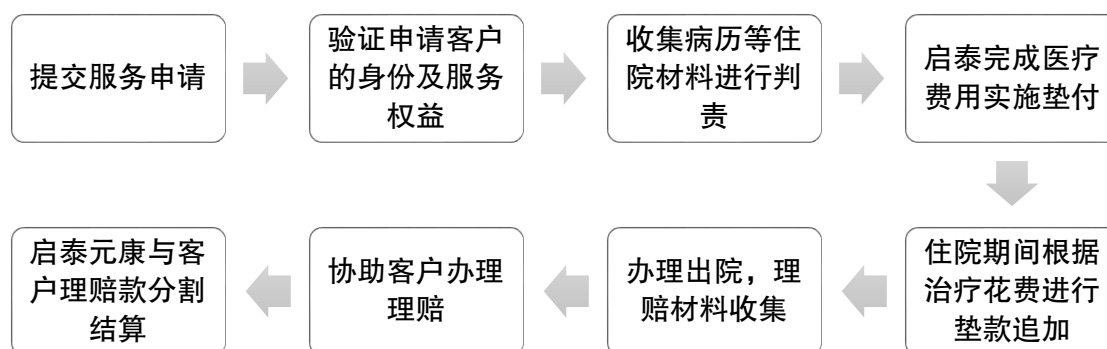 提交服务申请
验证申请客户
的身份及服务
权益
收集病历等住
院材料进行判
责
启泰完成医疗
费用实施垫付
住院期间根据
治疗花费进行
垫款追加
办理出院，理
赔材料收集
协助客户办理
理赔
启泰元康与客
户理赔款分割
结算